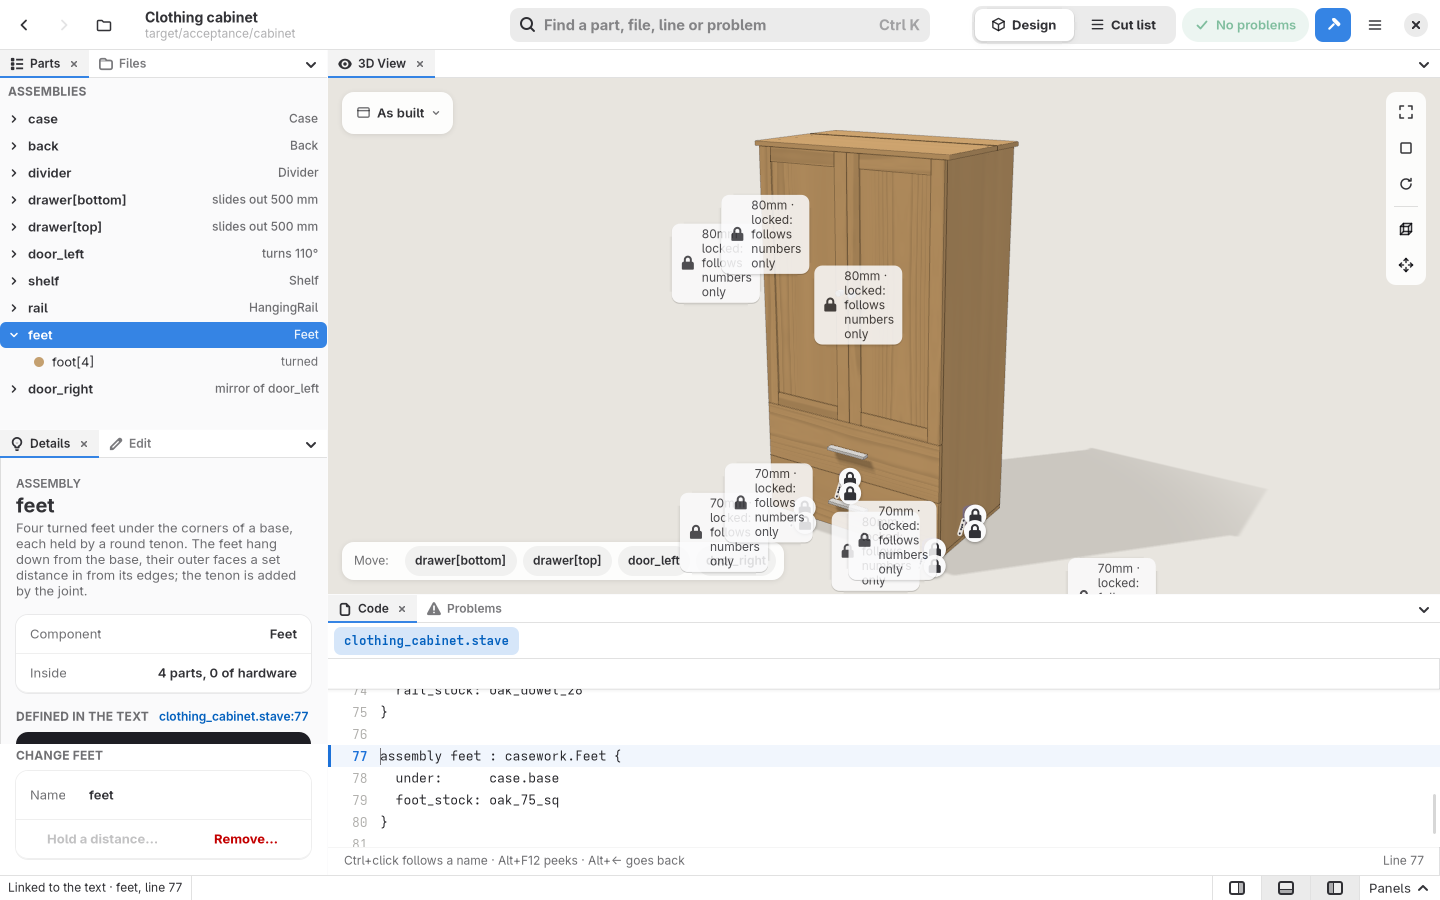 Clothing cabinet
target/acceptance/cabinet
Find a part, file, line or problem
Ctrl K
Design
Cut list
No problems
Parts
Files
3D View
ASSEMBLIES
case Case
back Back
divider Divider
drawer[bottom] slides out 500 mm
drawer[top] slides out 500 mm
door_left turns 110°
shelf Shelf
rail HangingRail
feet Feet
foot[4] turned
door_right mirror of door_left
As built
80mm ·
locked:
follows
numbers
only
80mm ·
locked:
follows
numbers
only
numbers
only
70mm ·
locked:
follows
numbers
only
numbers
only
70mm ·
locked:
follows
numbers
only
only
70mm ·
locked:
Move:
drawer[bottom]
drawer[top]
door_left
Details
Edit
ASSEMBLY
feet
Four turned feet under the corners of a base,
each held by a round tenon. The feet hang
down from the base, their outer faces a set
distance in from its edges; the tenon is added
by the joint.
Component Feet
Inside 4 parts, 0 of hardware
DEFINED IN THE TEXT clothing_cabinet.stave:77
CHANGE FEET
Name feet
Hold a distance...
Remove...
Code
Problems
clothing_cabinet.stave
74 rail_stock: oak_dowel_28
75 }
76
77 assembly feet : casework.Feet {
78 under: case.base
79 foot_stock: oak_75_sq
80 }
81
Ctrl+click follows a name · Alt+F12 peeks · Alt+← goes back
Line 77
Linked to the text · feet, line 77
Panels